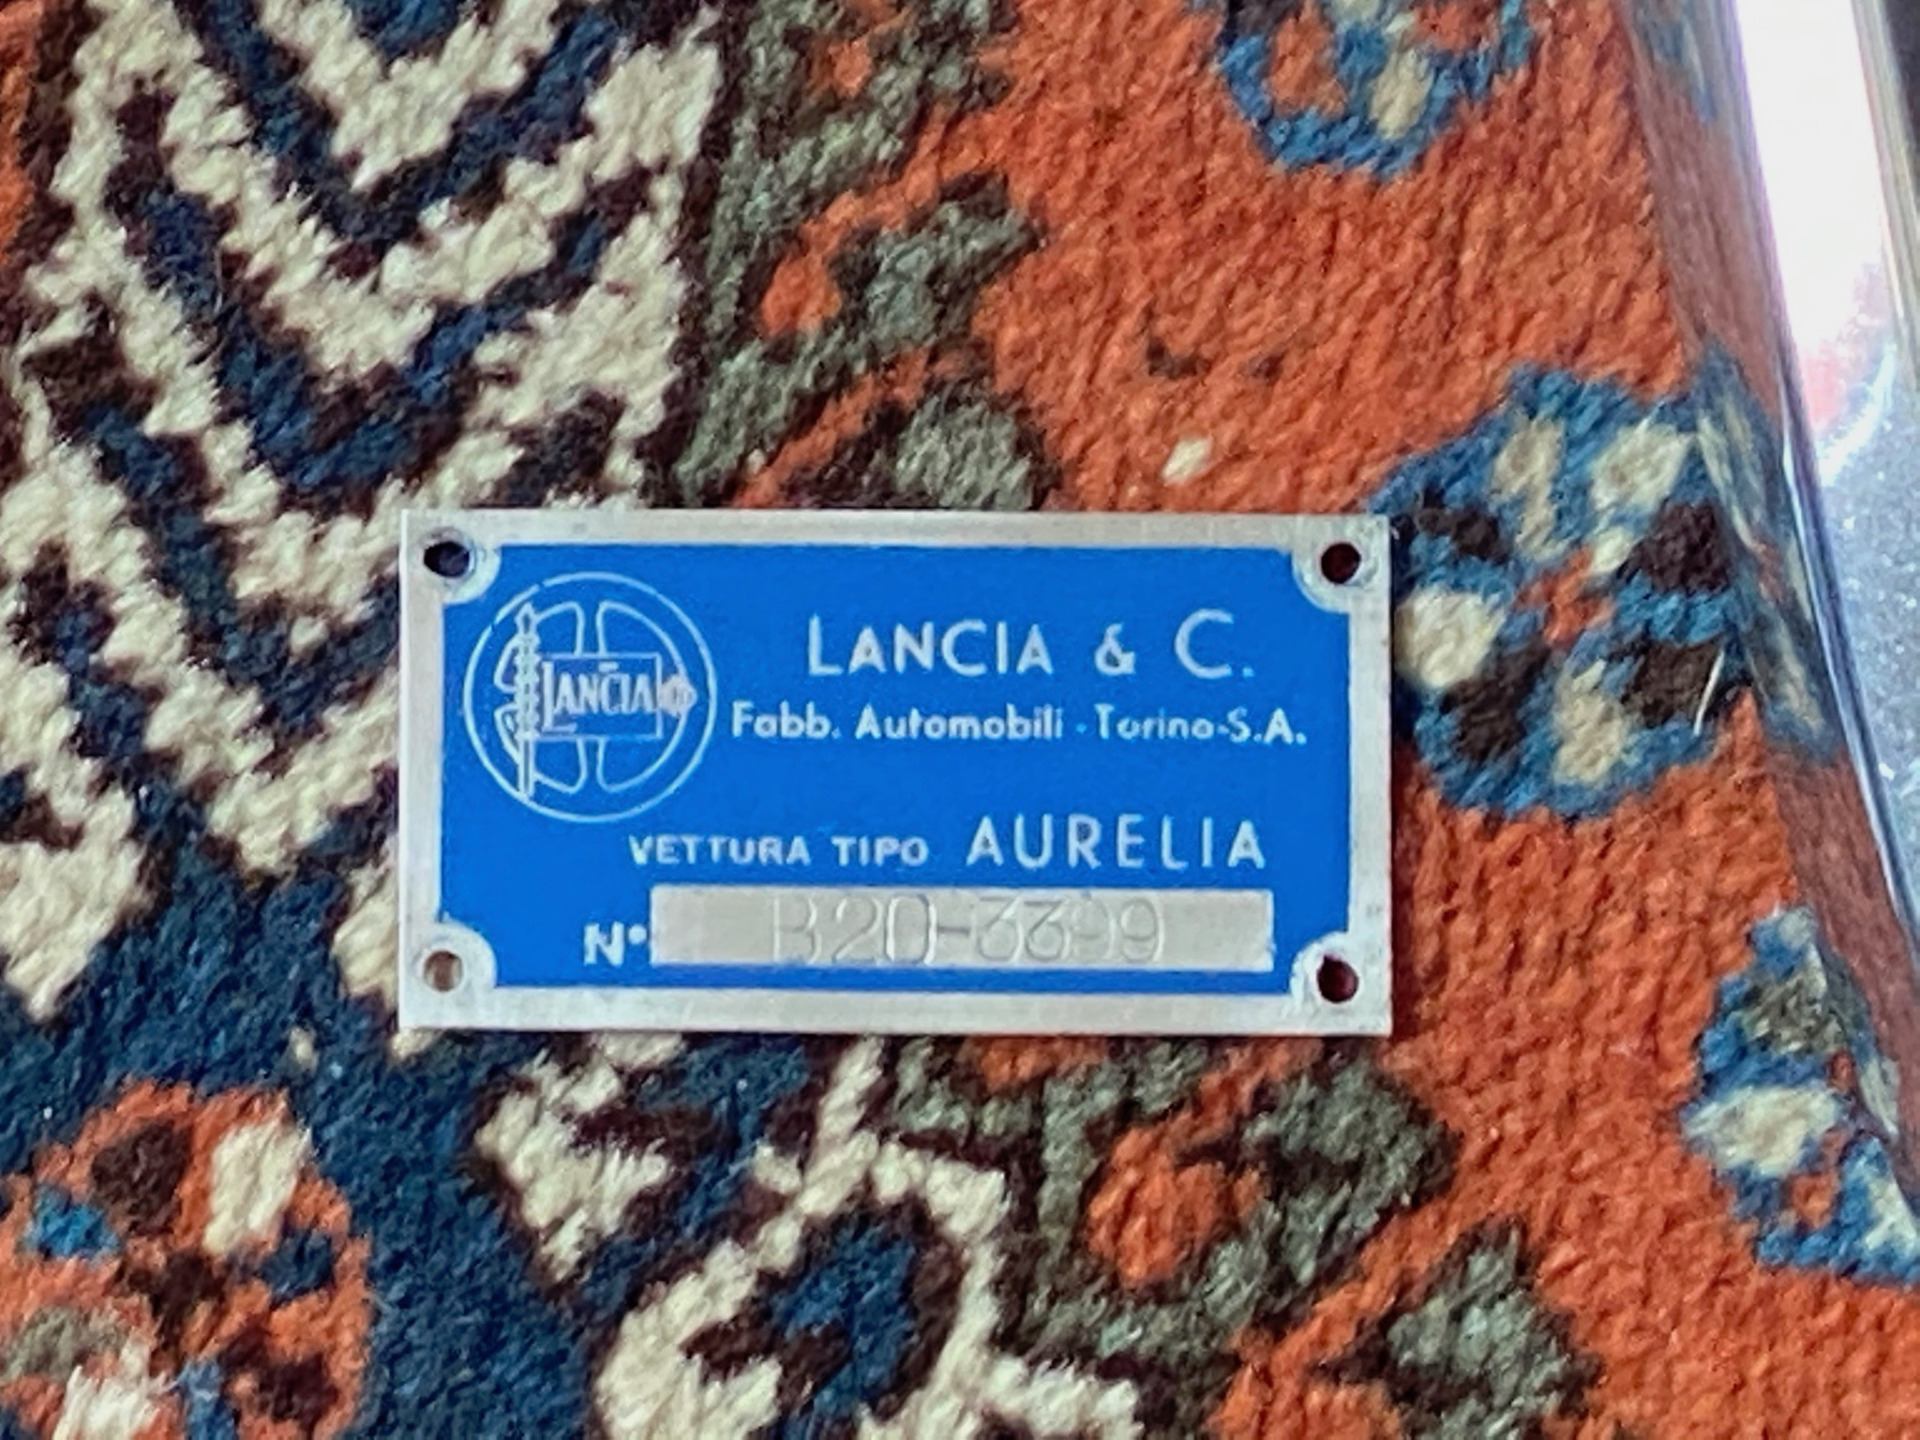 LANCIA
LANCIA & C.
Fabb. Automobili - Torino-S.A.
VETTURA TIPO AURELIA
N° B20-3399